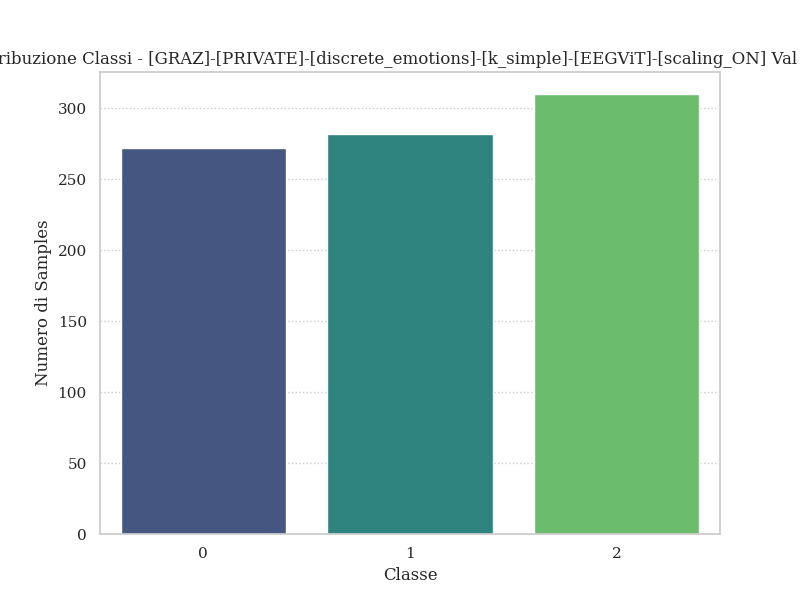 ribuzione Classi - [GRAZ]-[PRIVATE]-[discrete_emotions]-[k_simple]-[EEGViT]-[scaling_ON] Val
300
250
200
150
100
50
0
Numero di Samples
0 1 2
Classe